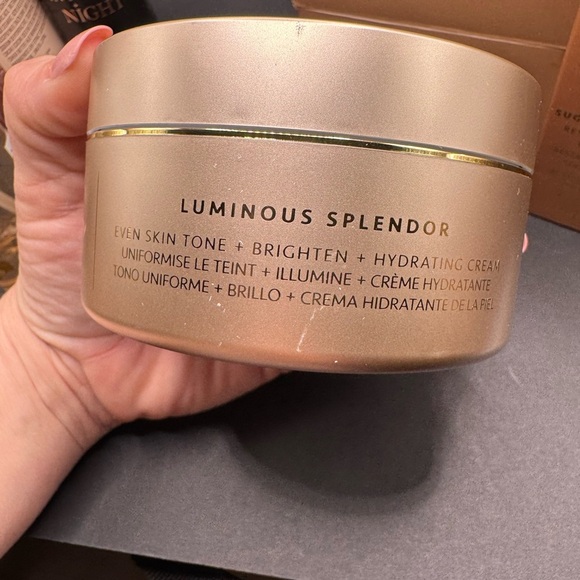 NIGHT
LUMINOUS SPLENDOR
EVEN SKIN TONE + BRIGHTEN + HYDRATING CREAM
UNIFORMISE LE TEINT + ILLUMINE + CRÈME HYDRATANTE
TONO UNIFORME + BRILLO + CREMA HIDRATANTE DE LA PIEL